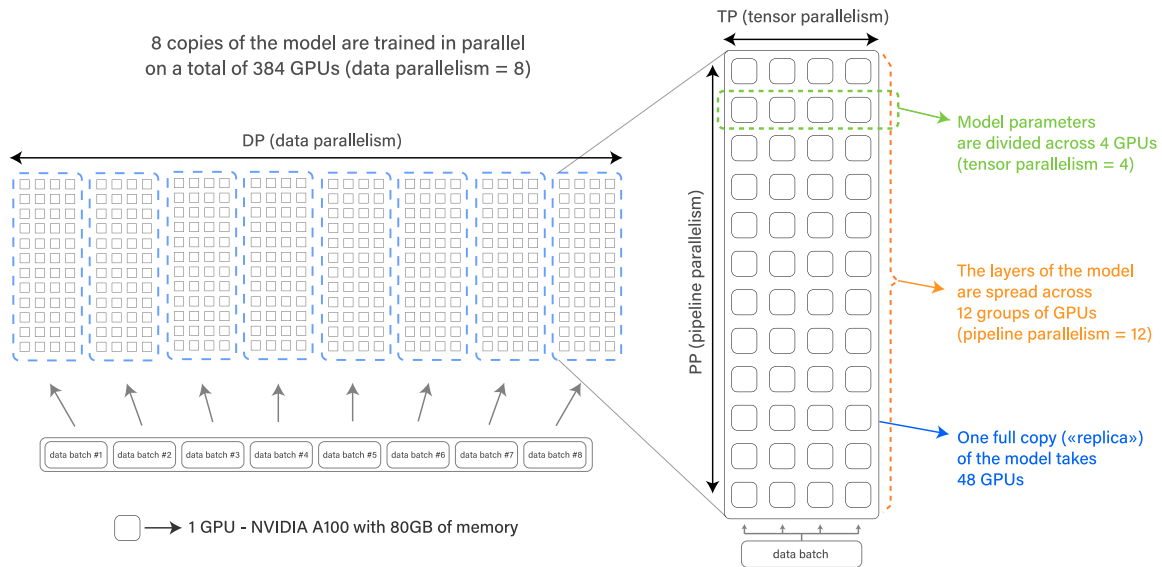 8 copies of the model are trained in parallel
on a total of 384 GPUs (data parallelism = 8)
DP (data parallelism)
data batch #1
data batch #2
data batch #3
data batch #4
data batch #5
data batch #6
data batch #7
data batch #8
1 GPU - NVIDIA A100 with 80GB of memory
TP (tensor parallelism)
PP (pipeline parallelism)
data batch
Model parameters
are divided across 4 GPUs
(tensor parallelism = 4)
The layers of the model
are spread across
12 groups of GPUs
(pipeline parallelism = 12)
One full copy («replica»)
of the model takes
48 GPUs